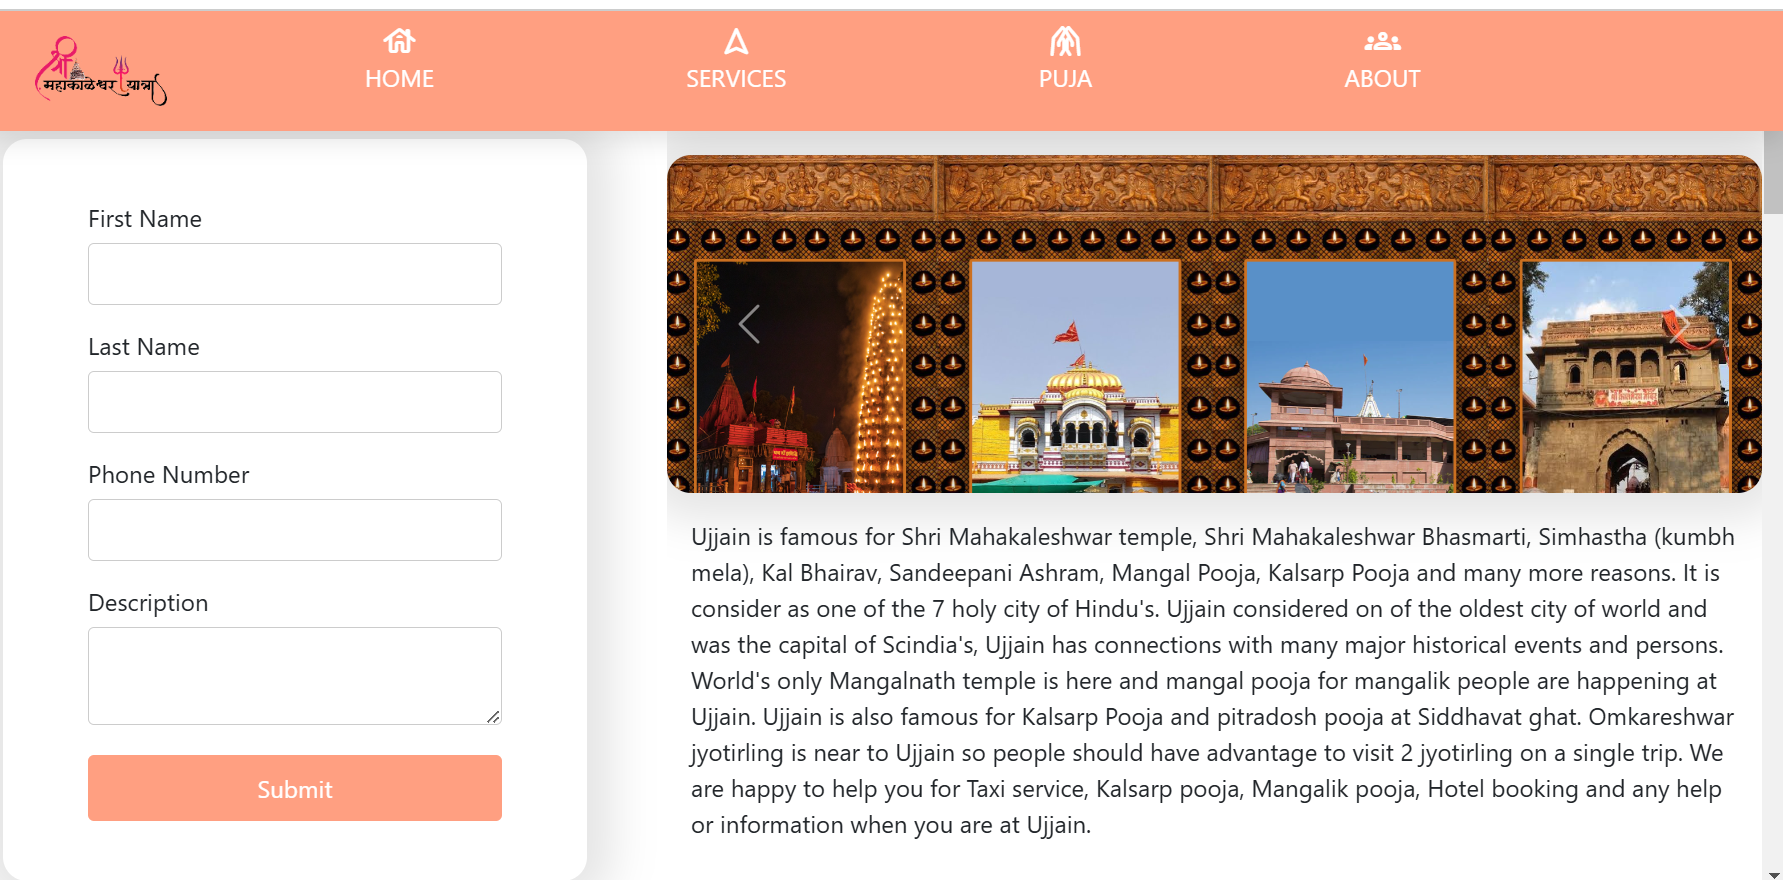 श्री
महाकाळेश्वर यात्रा
HOME
SERVICES
PUJA
ABOUT
First Name
Last Name
Phone Number
Description
Submit
Ujjain is famous for Shri Mahakaleshwar temple, Shri Mahakaleshwar Bhasmarti, Simhastha (kumbh
mela), Kal Bhairav, Sandeepani Ashram, Mangal Pooja, Kalsarp Pooja and many more reasons. It is
consider as one of the 7 holy city of Hindu's. Ujjain considered on of the oldest city of world and
was the capital of Scindia's, Ujjain has connections with many major historical events and persons.
World's only Mangalnath temple is here and mangal pooja for mangalik people are happening at
Ujjain. Ujjain is also famous for Kalsarp Pooja and pitradosh pooja at Siddhavat ghat. Omkareshwar
jyotirling is near to Ujjain so people should have advantage to visit 2 jyotirling on a single trip. We
are happy to help you for Taxi service, Kalsarp pooja, Mangalik pooja, Hotel booking and any help
or information when you are at Ujjain.